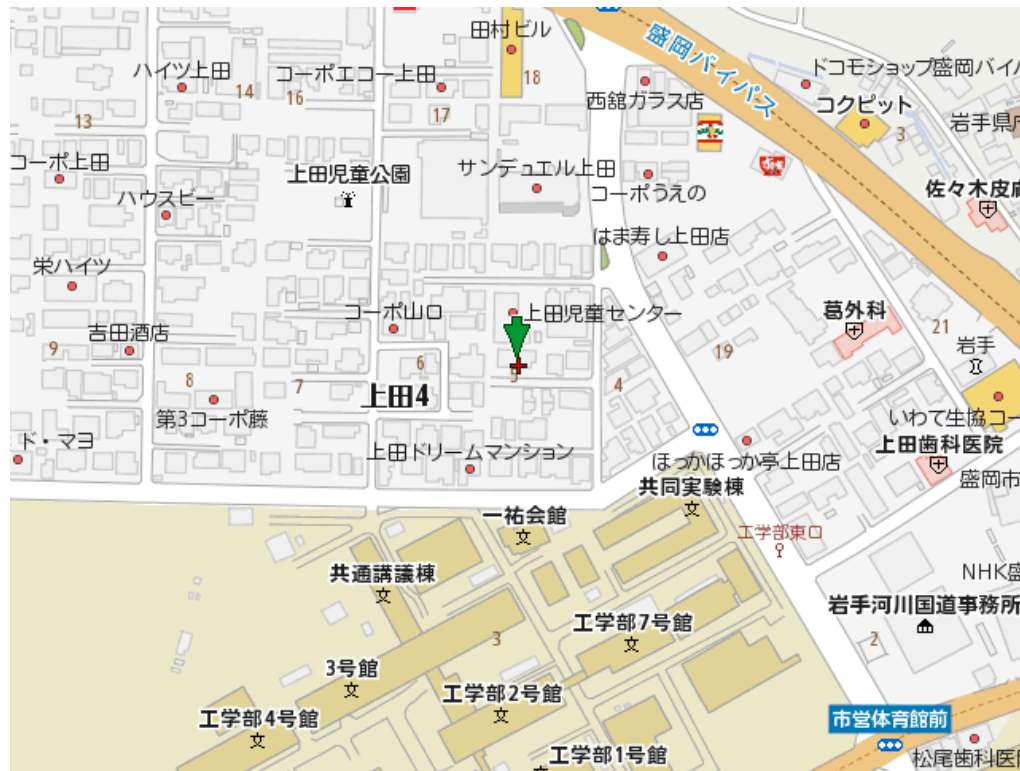 田村ビル
盛岡バイパス
ハイツ上田
コーポエコー上田
18
ドコモショップ盛岡バイパ
14
16
西舘ガラス店
コクピット
13
17
3
岩手県庁
コーポ上田
上田児童公園
サンデュエル上田
コーポうえの
佐々木皮膚
ハウスビー
はま寿し上田店
栄ハイツ
コーポ山口
上田児童センター
葛外科
21
吉田酒店
9
6
19
岩手
8
7
5
4
上田4
第3コーポ藤
いわて生協コー
ド・マヨ
上田ドリームマンション
ほっかほっか亭上田店
上田歯科医院
盛岡市
共同実験棟
一祐会館
工学部東口
共通講議棟
NHK盛
岩手河川国道事務所
工学部7号館
3
2
3号館
工学部2号館
工学部4号館
市営体育館前
工学部1号館
松尾歯科医院